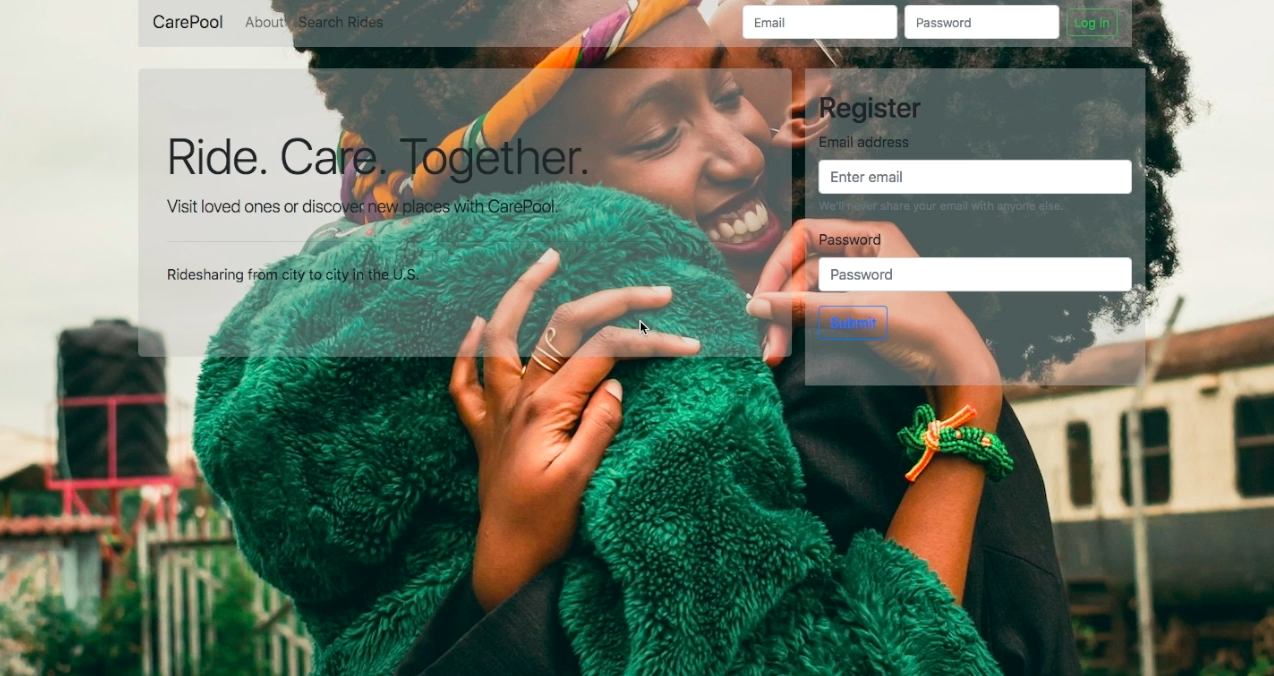 CarePool About Search Rides Email Password Log in
Ride. Care. Together.
Visit loved ones or discover new places with CarePool.
Ridesharing from city to city in the U.S.
Register
Email address
Enter email
We'll never share your email with anyone else.
Password
Password
Submit